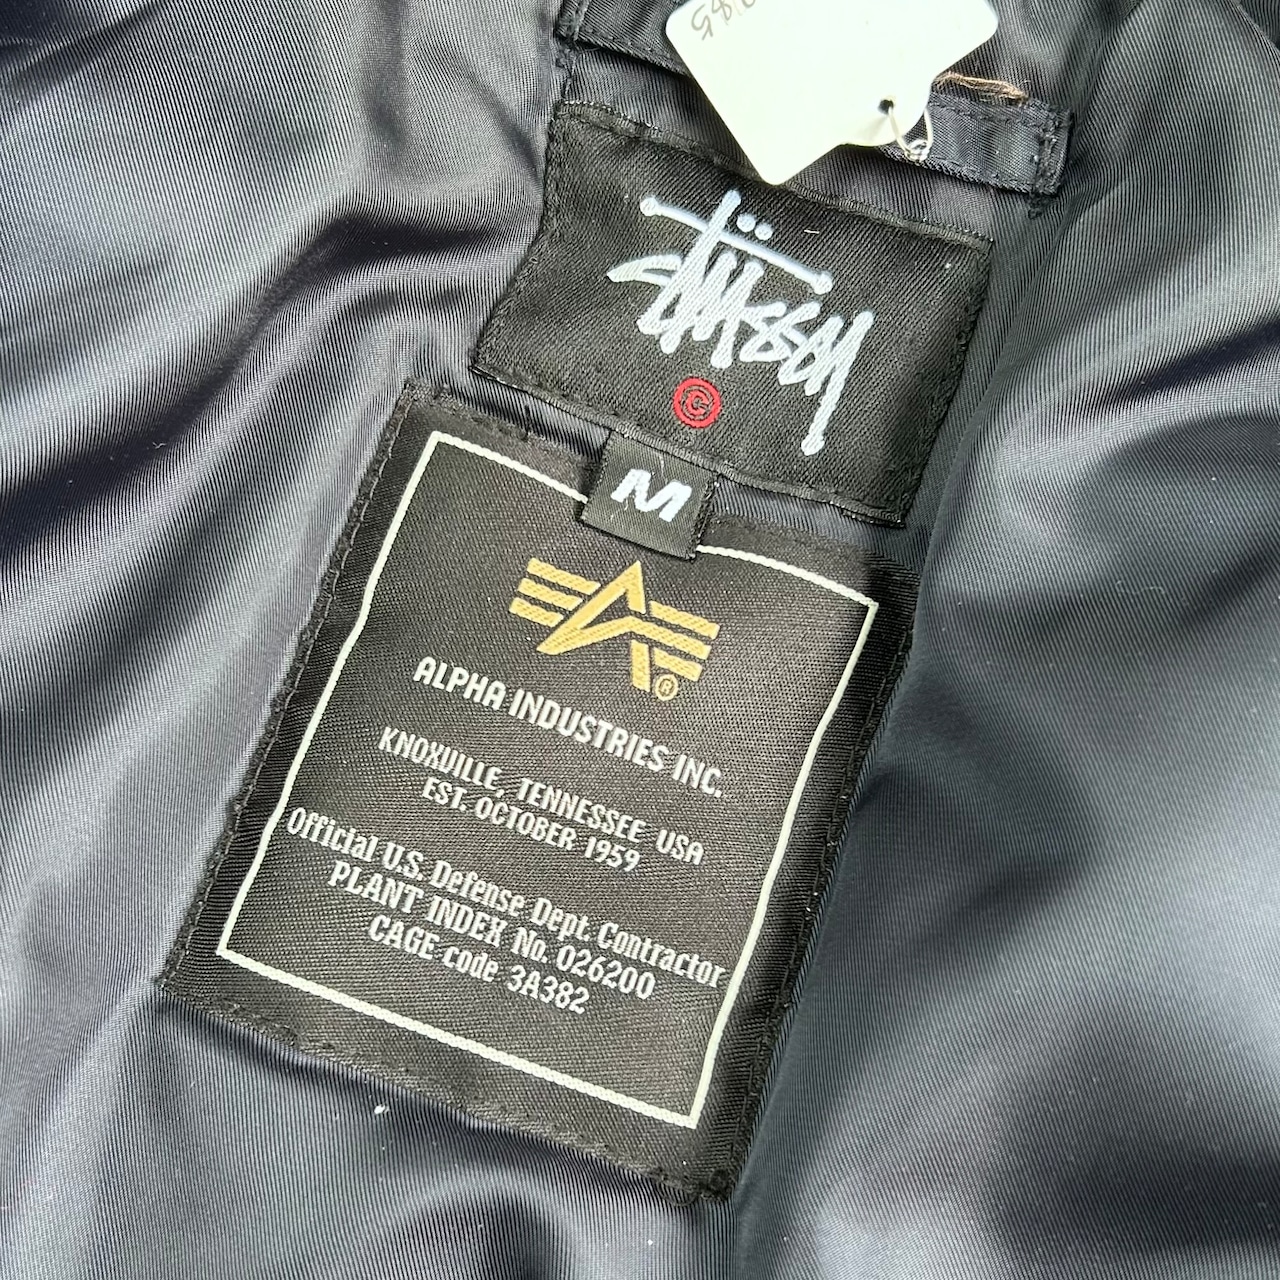 Stüssy
©
M
®
ALPHA INDUSTRIES INC.
KNOXVILLE, TENNESSEE USA
EST. OCTOBER 1959
Official U.S. Defense Dept. Contractor
PLANT INDEX No. 026200
CAGE code 3A382